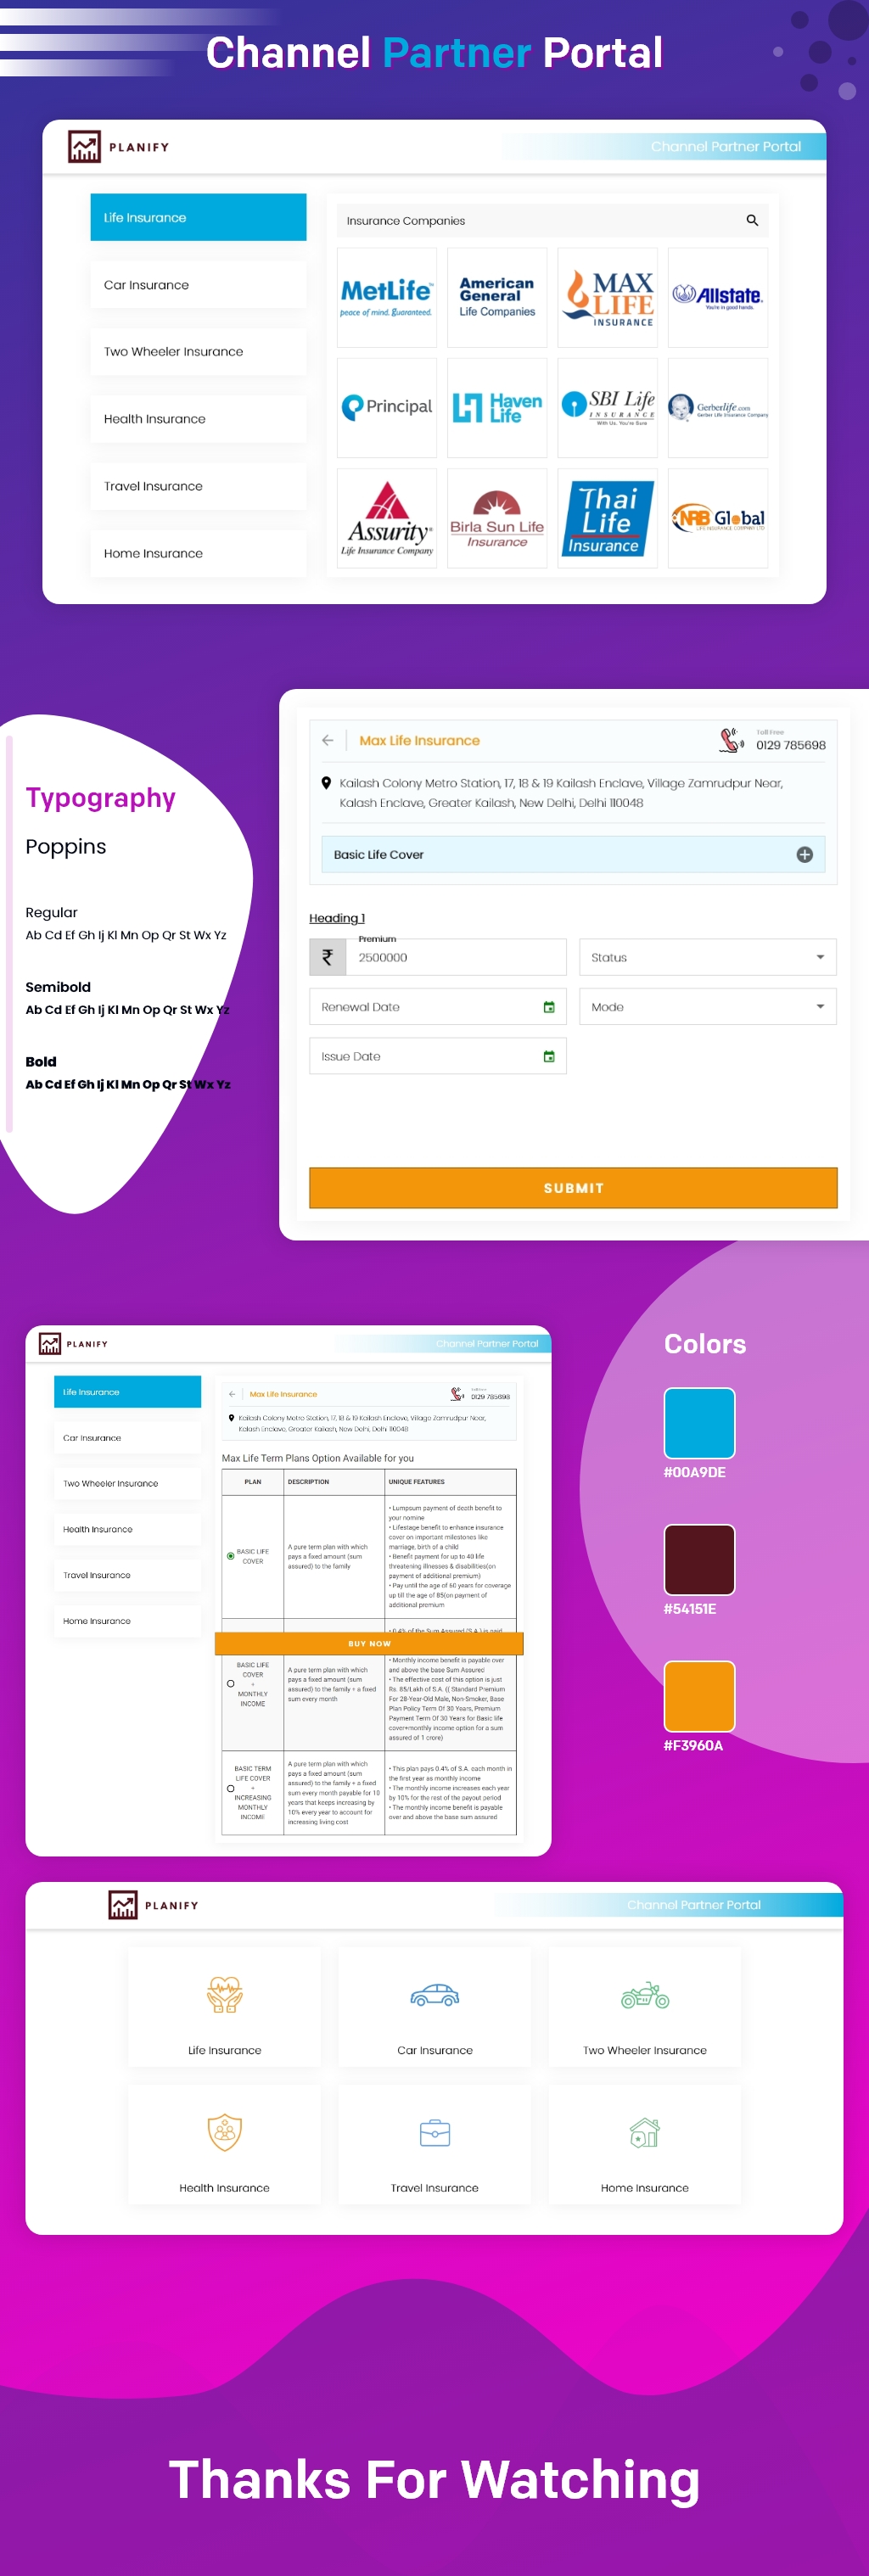 Channel Partner Portal
PLANIFY
Channel Partner Portal
Life Insurance
Car Insurance
Two Wheeler Insurance
Health Insurance
Travel Insurance
Home Insurance
Insurance Companies
MetLife
peace of mind. guaranteed.
American
General
Life Companies
MAX
LIFE
INSURANCE
Allstate.
You're in good hands.
Principal
Haven
Life
SBI Life
INSURANCE
With Us, You're Sure
Gerberlife.com
Gerber Life Insurance Company
Assurity
Life Insurance Company
Birla Sun Life
Insurance
Thai
Life
Insurance
NRB Global
LIFE INSURANCE COMPANY LTD
Typography
Poppins
Regular
Ab Cd Ef Gh Ij Kl Mn Op Qr St Wx Yz
Semibold
Ab Cd Ef Gh Ij Kl Mn Op Qr St Wx Yz
Bold
Ab Cd Ef Gh Ij Kl Mn Op Qr St Wx Yz
Max Life Insurance
Toll Free
0129 785698
Kailash Colony Metro Station, 17, 18 & 19 Kailash Enclave, Village Zamrudpur Near,
Kalash Enclave, Greater Kailash, New Delhi, Delhi 110048
Basic Life Cover
Heading 1
Premium
₹ 2500000
Status
Renewal Date
Mode
Issue Date
SUBMIT
PLANIFY
Channel Partner Portal
Life Insurance
Car Insurance
Two Wheeler Insurance
Health Insurance
Travel Insurance
Home Insurance
Max Life Insurance
Toll Free
0129 785698
Kailash Colony Metro Station, 17, 18 & 19 Kailash Enclave, Village Zamrudpur Near,
Kalash Enclave, Greater Kailash, New Delhi, Delhi 110048
Max Life Term Plans Option Available for you
PLAN DESCRIPTION UNIQUE FEATURES
BASIC LIFE
COVER
A pure term plan with which
pays a fixed amount (sum
assured) to the family
• Lumpsum payment of death benefit to
your nomine
• Lifestage benefit to enhance insurance
cover on important milestones like
marriage, birth of a child
• Benefit payment for up to 40 life
threatening illnesses & disabilities(on
payment of additional premium)
• Pay until the age of 60 years for coverage
up till the age of 85(on payment of
additional premium
• 0.4% of the Sum Assured (S.A.) is paid
BUY NOW
BASIC LIFE
COVER
+
MONTHLY
INCOME
A pure term plan with which
pays a fixed amount (sum
assured) to the family + a fixed
sum every month
• Monthly income benefit is payable over
and above the base Sum Assured
• The effective cost of this option is just
Rs. 85/Lakh of S.A. (( Standard Premium
For 28-Year-Old Male, Non-Smoker, Base
Plan Policy Term Of 30 Years, Premium
Payment Term Of 30 Years for Basic life
cover+monthly income option for a sum
assured of 1 crore)
BASIC TERM
LIFE COVER
+
INCREASING
MONTHLY
INCOME
A pure term plan with which
pays a fixed amount (sum
assured) to the family + a fixed
sum every month payable for 10
years that keeps increasing by
10% every year to account for
increasing living cost
• This plan pays 0.4% of S.A. each month in
the first year as monthly income
• The monthly income increases each year
by 10% for the rest of the payout period
• The monthly income benefit is payable
over and above the base sum assured
Colors
#00A9DE
#54151E
#F3960A
PLANIFY
Channel Partner Portal
Life Insurance
Car Insurance
Two Wheeler Insurance
Health Insurance
Travel Insurance
Home Insurance
Thanks For Watching